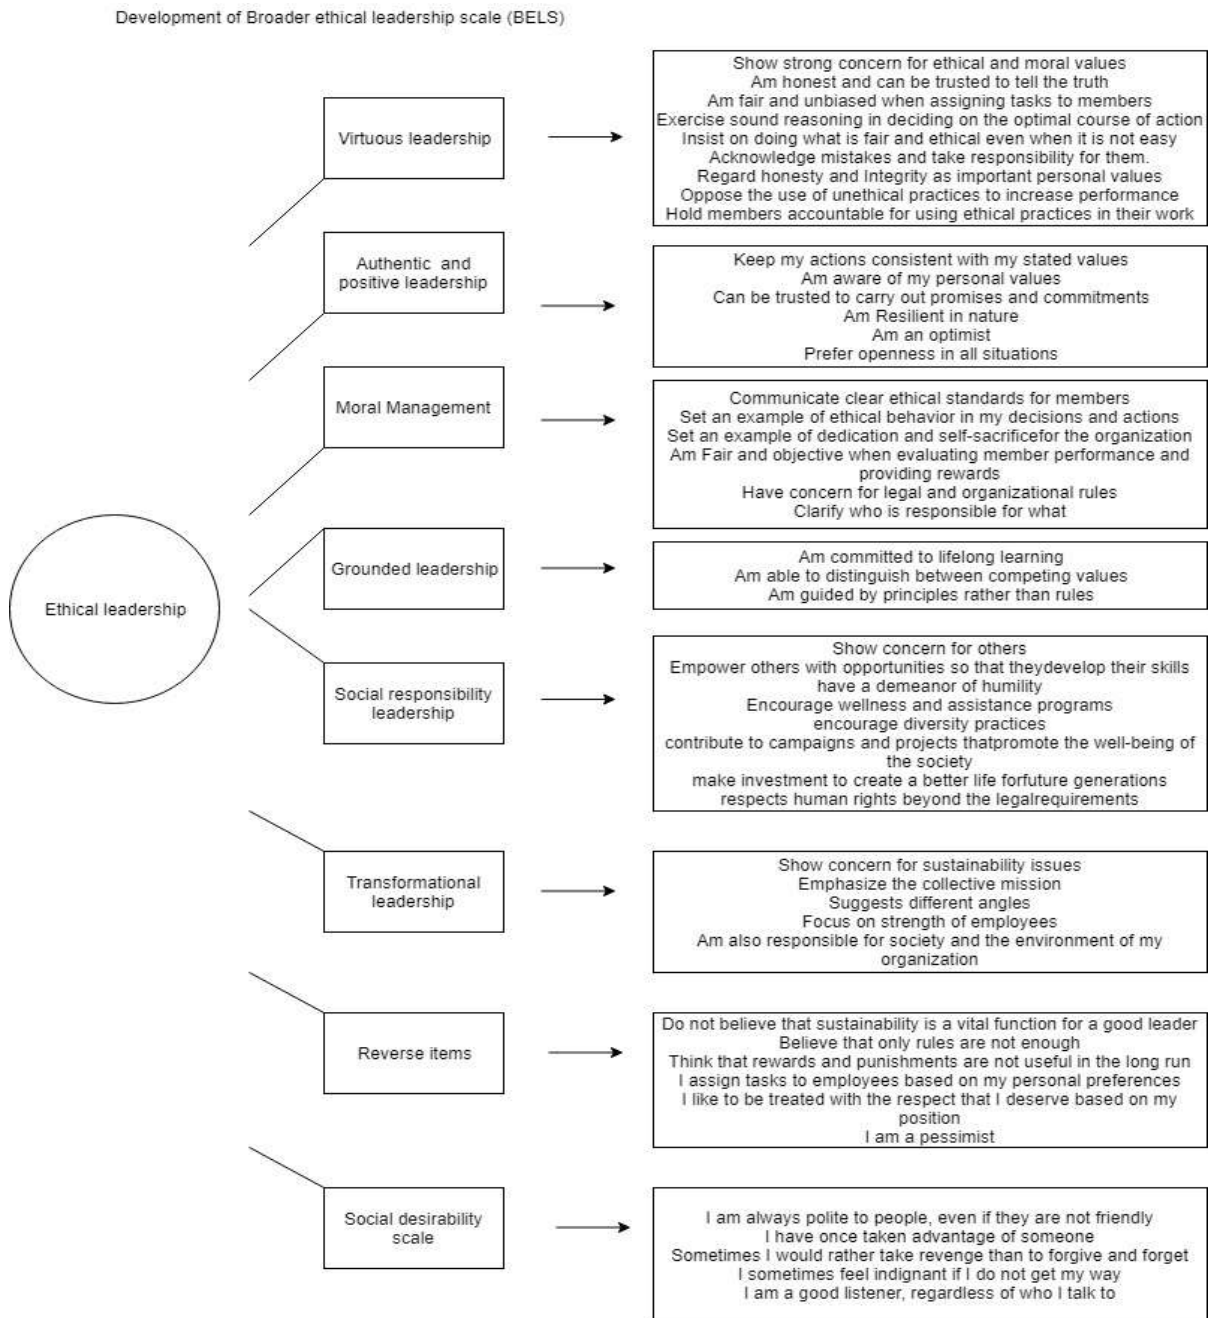 Development of Broader ethical leadership scale (BELS)
Ethical leadership
Virtuous leadership
Show strong concern for ethical and moral values
Am honest and can be trusted to tell the truth
Am fair and unbiased when assigning tasks to members
Exercise sound reasoning in deciding on the optimal course of action
Insist on doing what is fair and ethical even when it is not easy
Acknowledge mistakes and take responsibility for them.
Regard honesty and Integrity as important personal values
Oppose the use of unethical practices to increase performance
Hold members accountable for using ethical practices in their work
Authentic and
positive leadership
Keep my actions consistent with my stated values
Am aware of my personal values
Can be trusted to carry out promises and commitments
Am Resilient in nature
Am an optimist
Prefer openness in all situations
Moral Management
Communicate clear ethical standards for members
Set an example of ethical behavior in my decisions and actions
Set an example of dedication and self-sacrificefor the organization
Am Fair and objective when evaluating member performance and
providing rewards
Have concern for legal and organizational rules
Clarify who is responsible for what
Grounded leadership
Am committed to lifelong learning
Am able to distinguish between competing values
Am guided by principles rather than rules
Social responsibility
leadership
Show concern for others
Empower others with opportunities so that theydevelop their skills
have a demeanor of humility
Encourage wellness and assistance programs
encourage diversity practices
contribute to campaigns and projects thatpromote the well-being of
the society
make investment to create a better life forfuture generations
respects human rights beyond the legalrequirements
Transformational
leadership
Show concern for sustainability issues
Emphasize the collective mission
Suggests different angles
Focus on strength of employees
Am also responsible for society and the environment of my
organization
Reverse items
Do not believe that sustainability is a vital function for a good leader
Believe that only rules are not enough
Think that rewards and punishments are not useful in the long run
I assign tasks to employees based on my personal preferences
I like to be treated with the respect that I deserve based on my
position
I am a pessimist
Social desirability
scale
I am always polite to people, even if they are not friendly
I have once taken advantage of someone
Sometimes I would rather take revenge than to forgive and forget
I sometimes feel indignant if I do not get my way
I am a good listener, regardless of who I talk to